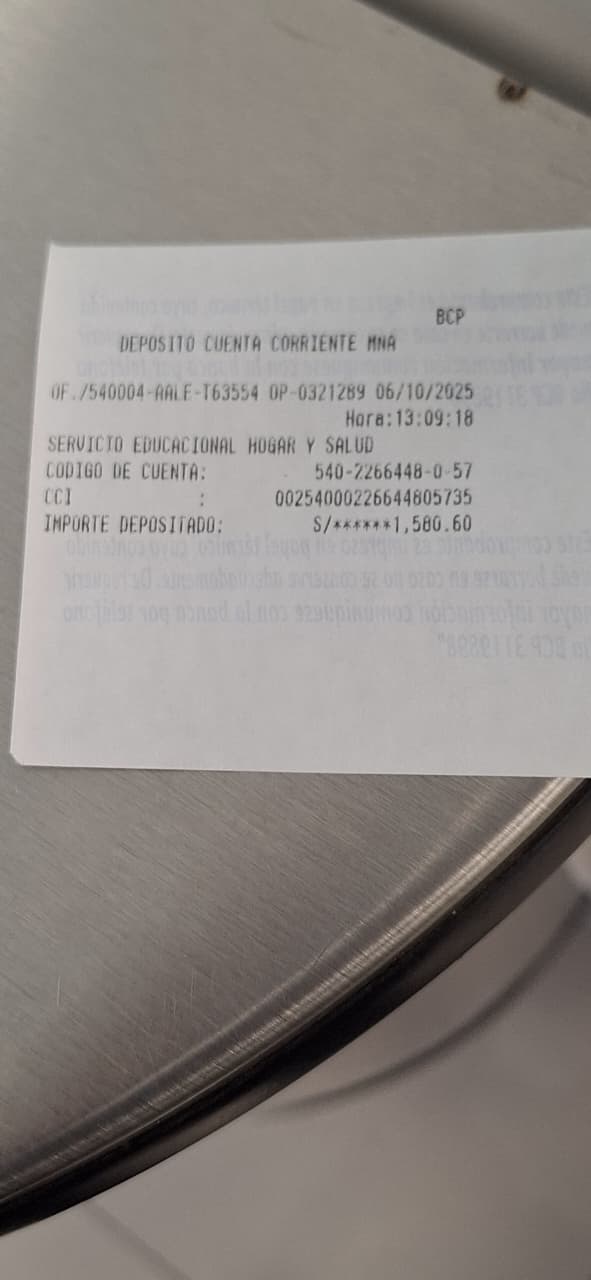 BCP
DEPOSITO CUENTA CORRIENTE MNA
OF./540004-AALE-T63554 OP-0321289 06/10/2025
Hora:13:09:18
SERVICIO EDUCACIONAL HOGAR Y SALUD
CODIGO DE CUENTA: 540-2266448-0-57
CCI : 00254000226644805735
IMPORTE DEPOSITADO: S/******1,580.60